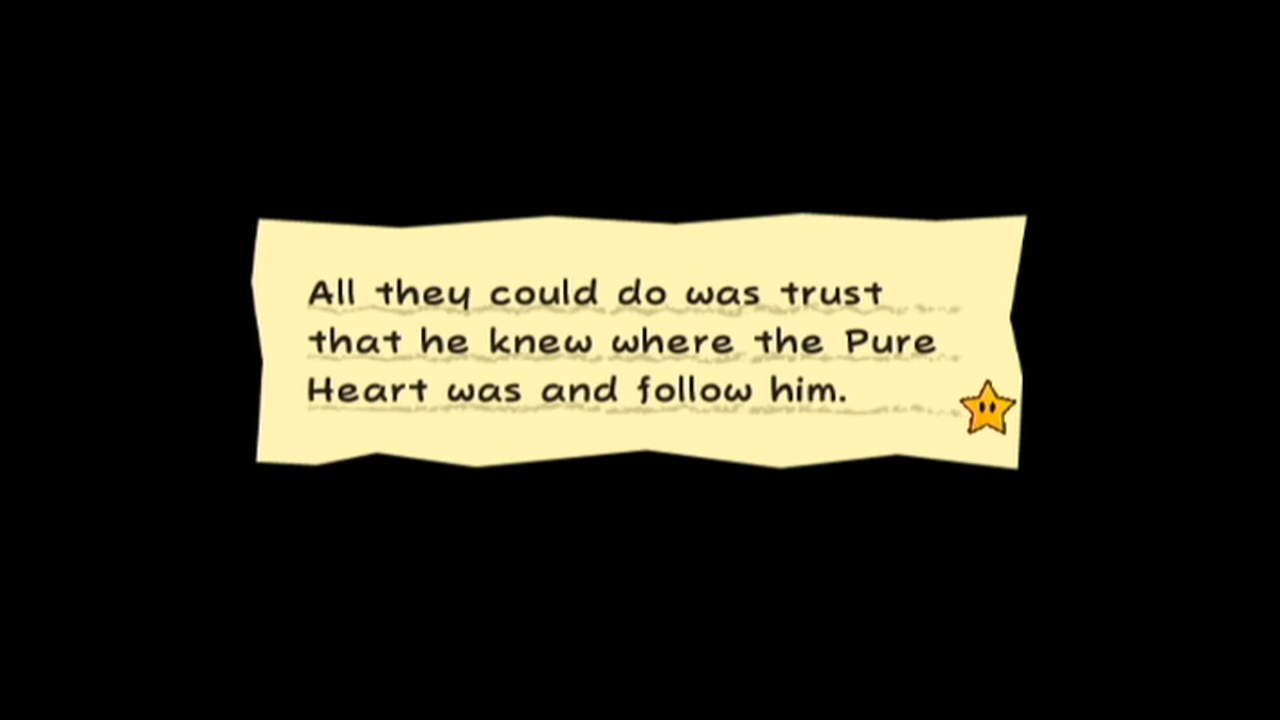 All they could do was trust
that he knew where the Pure
Heart was and follow him.